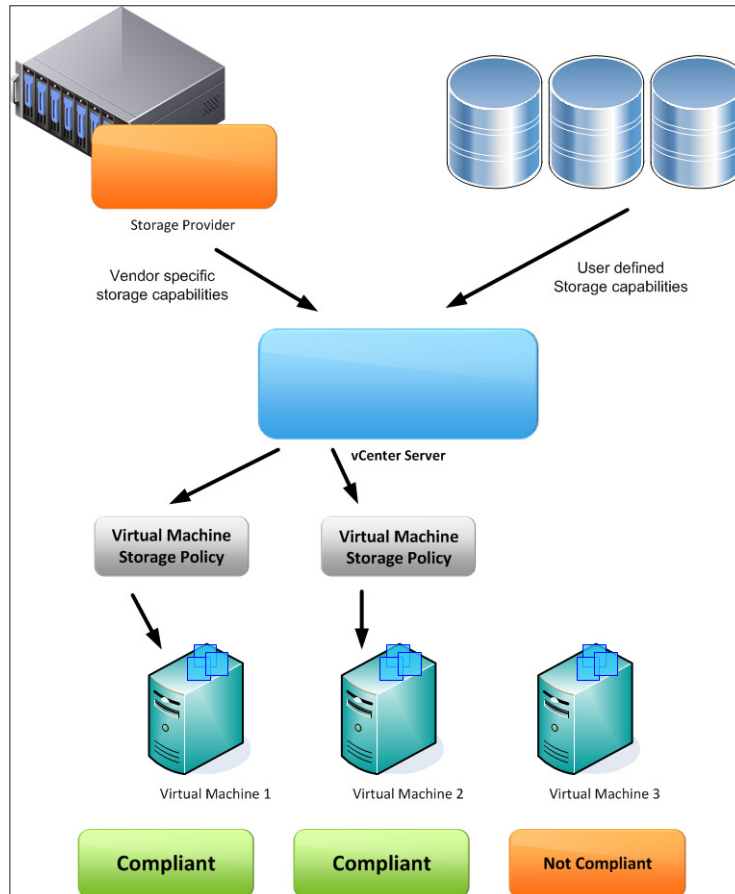 Storage Provider
Vendor specific
storage capabilities
User defined
Storage capabilities
vCenter Server
Virtual Machine
Storage Policy
Virtual Machine
Storage Policy
Virtual Machine 1
Virtual Machine 2
Virtual Machine 3
Compliant
Compliant
Not Compliant